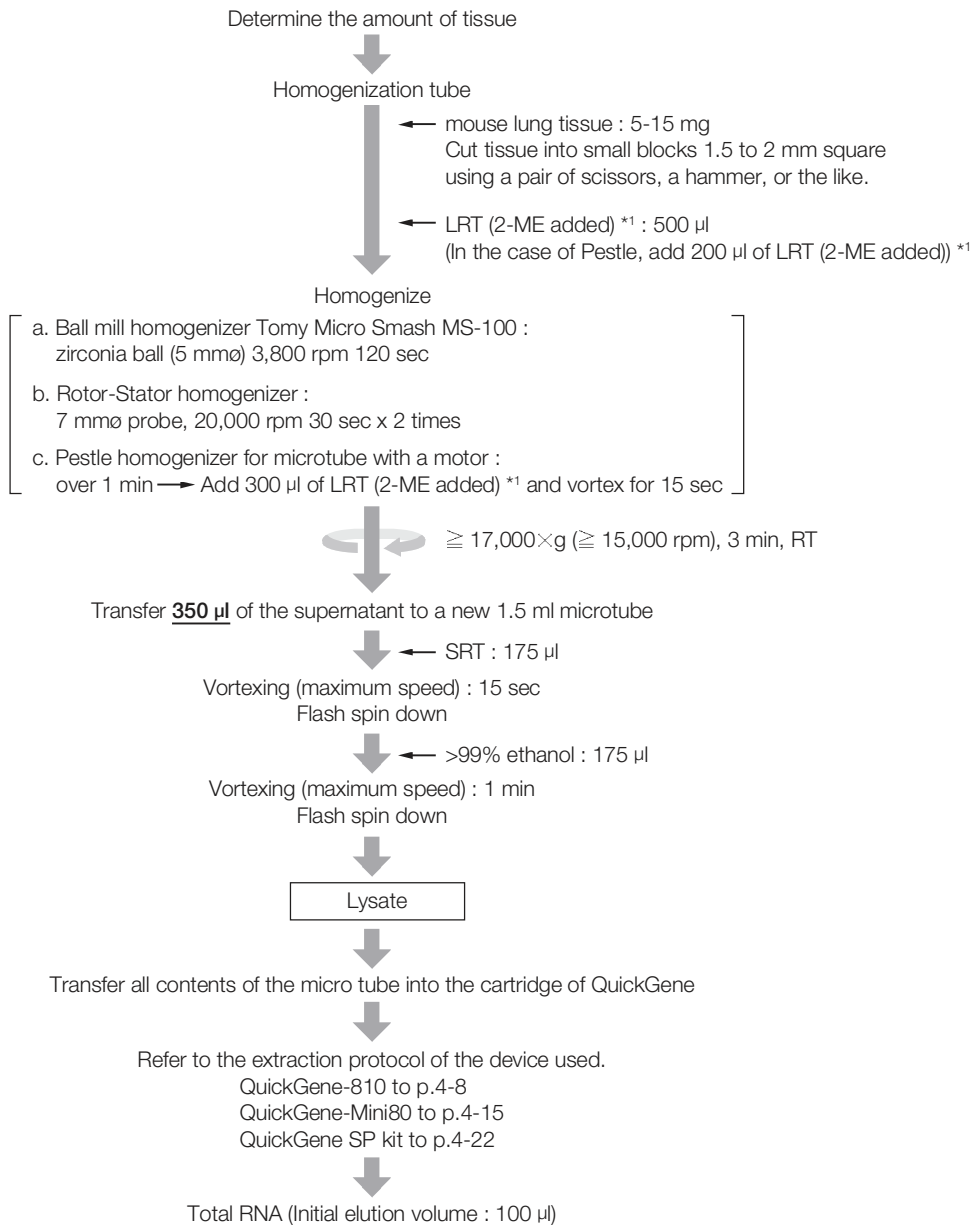 Determine the amount of tissue
Homogenization tube
mouse lung tissue : 5-15 mg
Cut tissue into small blocks 1.5 to 2 mm square
using a pair of scissors, a hammer, or the like.
LRT (2-ME added) *1 : 500 µl
(In the case of Pestle, add 200 µl of LRT (2-ME added)) *1
Homogenize
a. Ball mill homogenizer Tomy Micro Smash MS-100 :
zirconia ball (5 mmø) 3,800 rpm 120 sec
b. Rotor-Stator homogenizer :
7 mmø probe, 20,000 rpm 30 sec x 2 times
c. Pestle homogenizer for microtube with a motor :
over 1 min → Add 300 µl of LRT (2-ME added) *1 and vortex for 15 sec
≧ 17,000×g (≧ 15,000 rpm), 3 min, RT
Transfer 350 µl of the supernatant to a new 1.5 ml microtube
SRT : 175 µl
Vortexing (maximum speed) : 15 sec
Flash spin down
>99% ethanol : 175 µl
Vortexing (maximum speed) : 1 min
Flash spin down
Lysate
Transfer all contents of the micro tube into the cartridge of QuickGene
Refer to the extraction protocol of the device used.
QuickGene-810 to p.4-8
QuickGene-Mini80 to p.4-15
QuickGene SP kit to p.4-22
Total RNA (Initial elution volume : 100 µl)